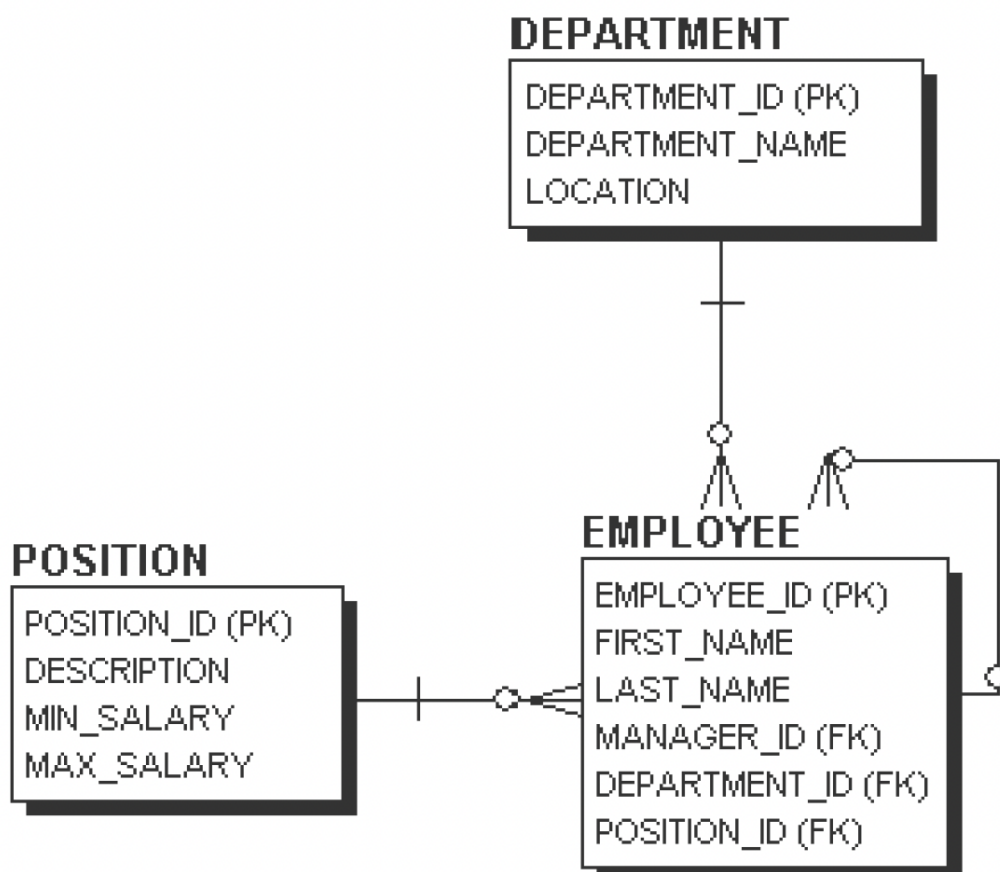 DEPARTMENT
DEPARTMENT_ID (PK)
DEPARTMENT_NAME
LOCATION
POSITION
POSITION_ID (PK)
DESCRIPTION
MIN_SALARY
MAX_SALARY
EMPLOYEE
EMPLOYEE_ID (PK)
FIRST_NAME
LAST_NAME
MANAGER_ID (FK)
DEPARTMENT_ID (FK)
POSITION_ID (FK)